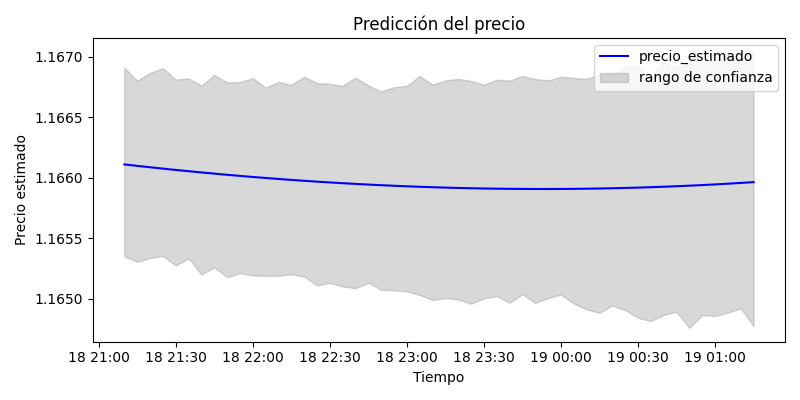 Predicción del precio
precio_estimado
rango de confianza
Precio estimado
1.1670
1.1665
1.1660
1.1655
1.1650
18 21:00 18 21:30 18 22:00 18 22:30 18 23:00 18 23:30 19 00:00 19 00:30 19 01:00
Tiempo